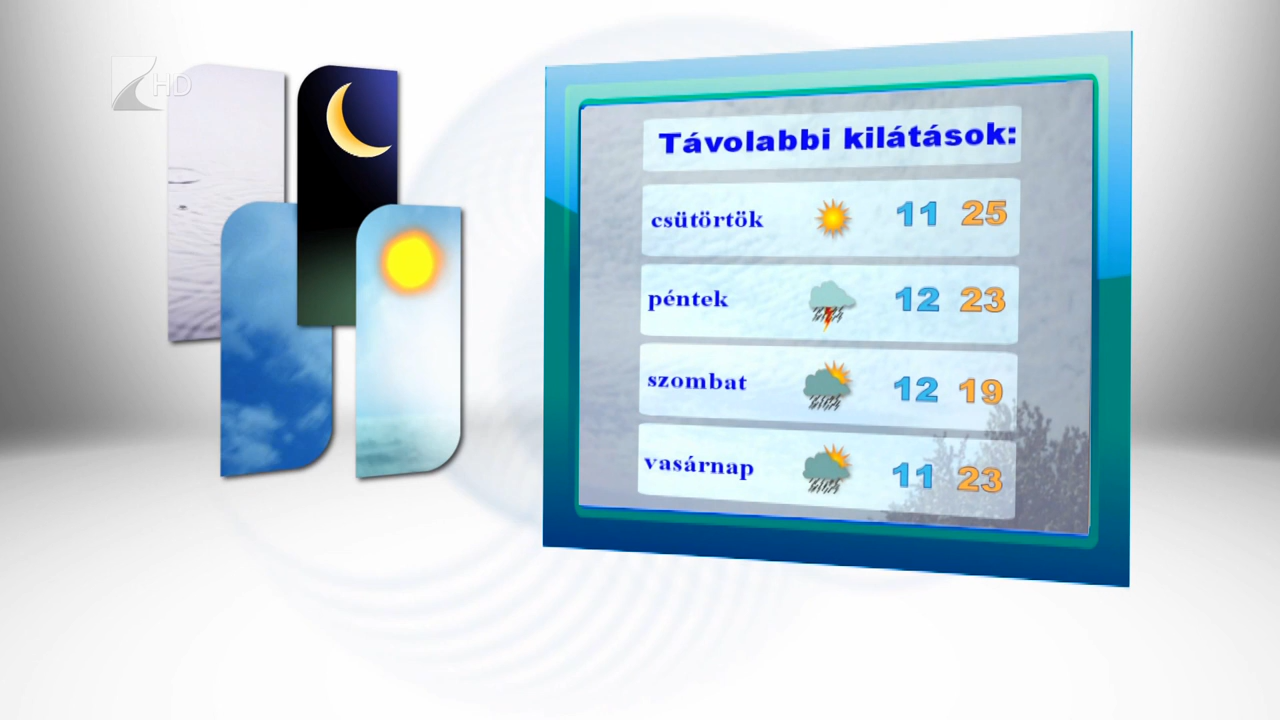 HD
Távolabbi kilátások:
csütörtök 11 25
péntek 12 23
szombat 12 19
vasárnap 11 23